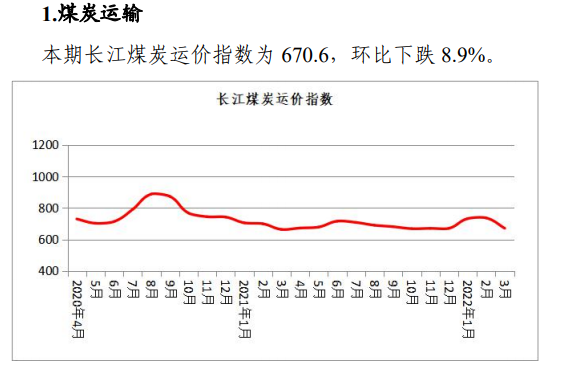 1.煤炭运输
本期长江煤炭运价指数为 670.6，环比下跌 8.9%。
长江煤炭运价指数
1200
1000
800
600
400
2020年4月
5月
6月
7月
8月
9月
10月
11月
12月
2021年1月
2月
3月
4月
5月
6月
7月
8月
9月
10月
11月
12月
2022年1月
2月
3月